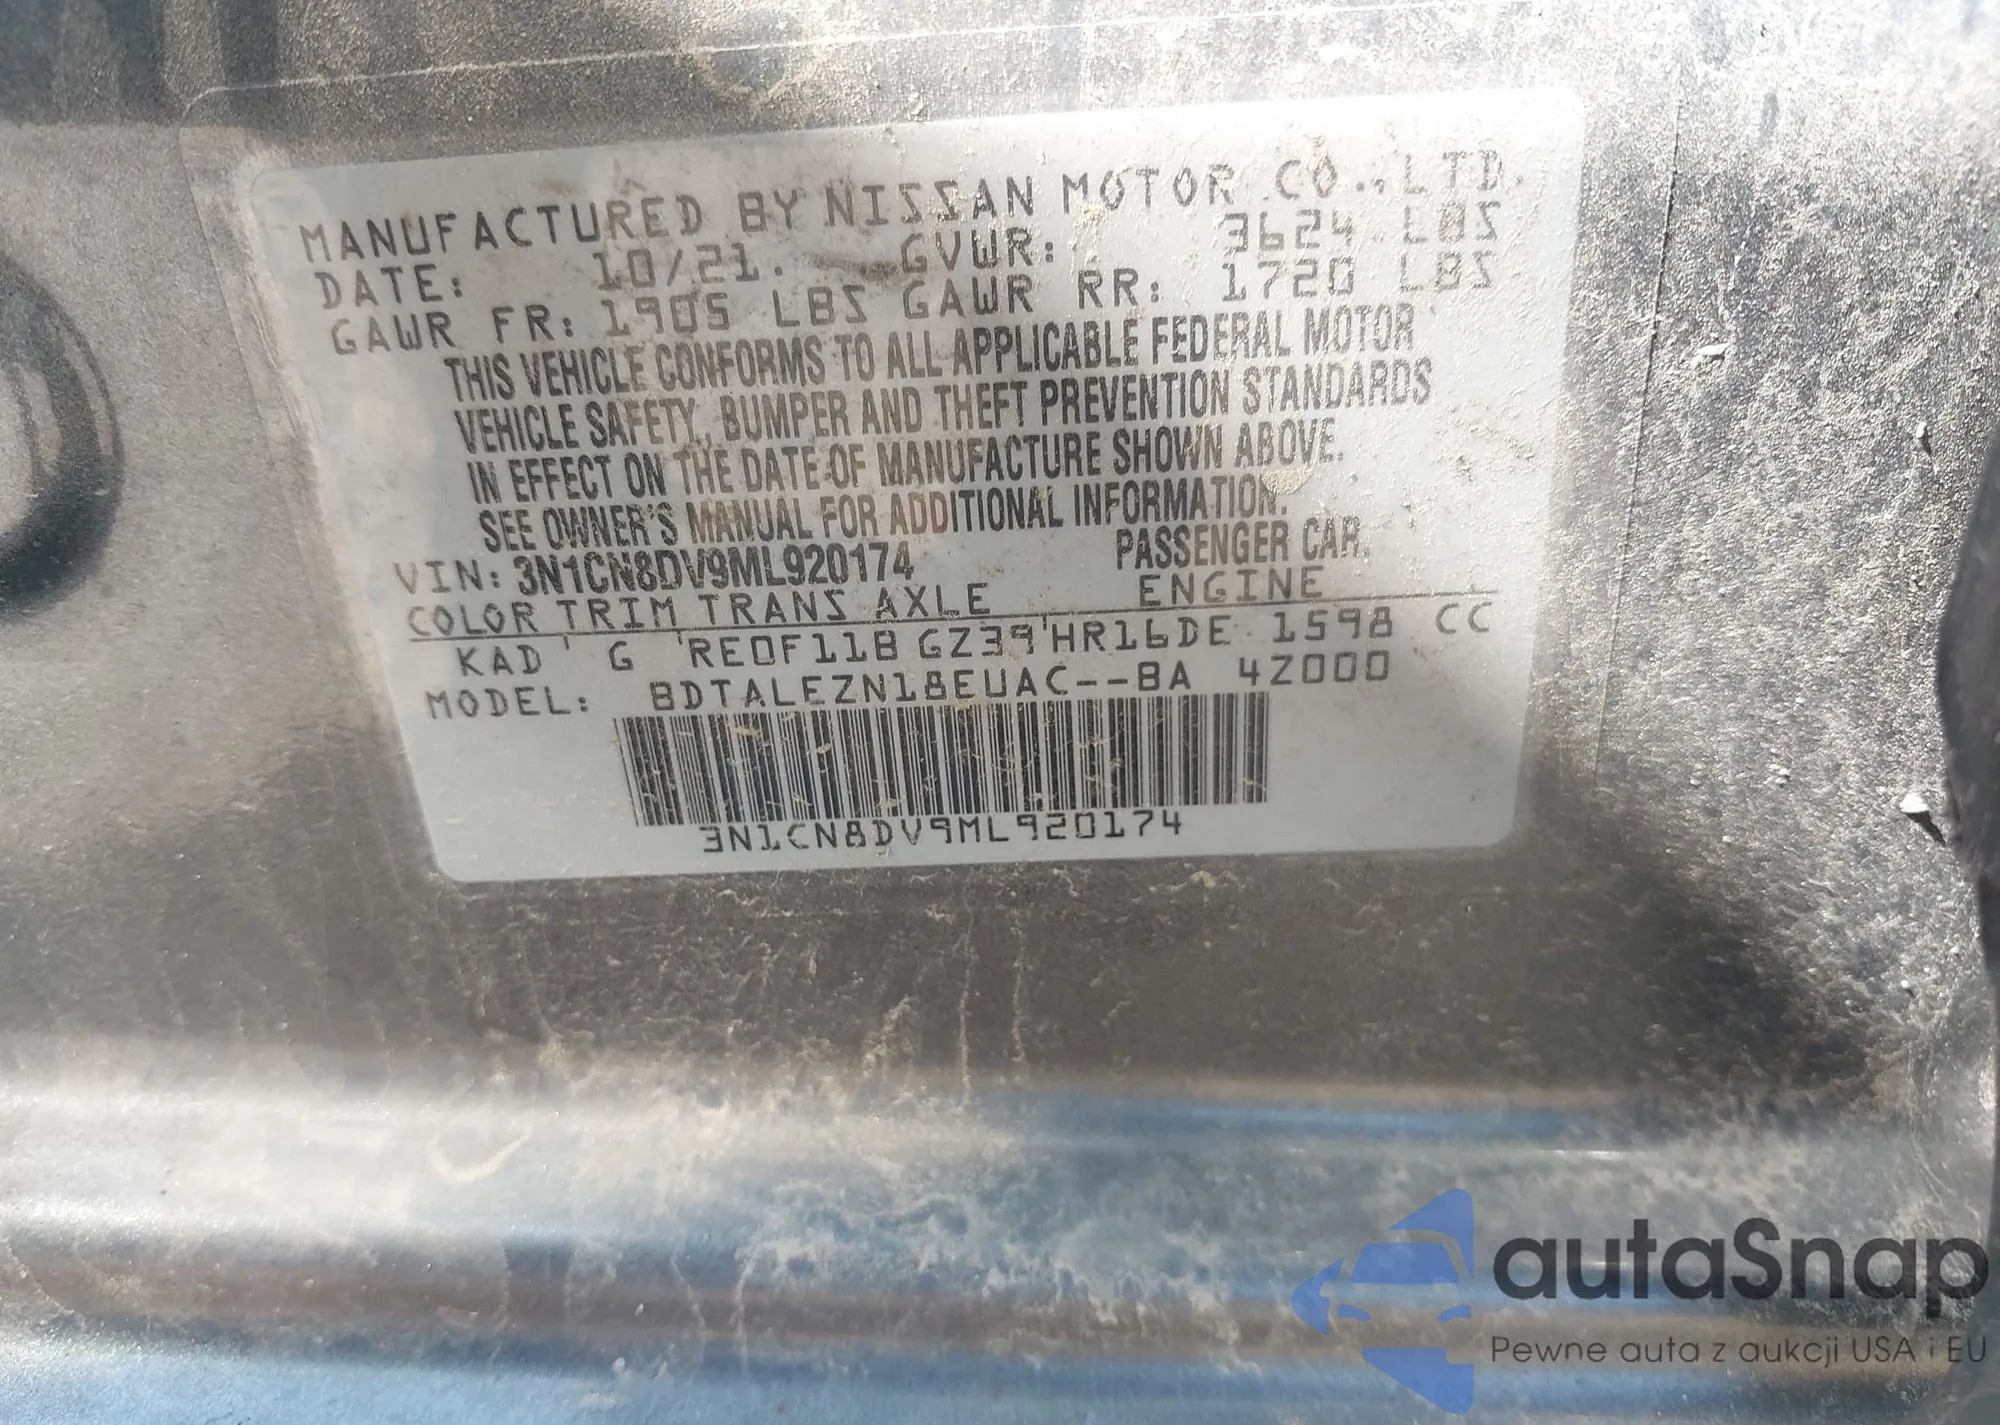 MANUFACTURED BY NISSAN MOTOR CO., LTD.
DATE: 10/21. GVWR: 3624 LBS
GAWR FR: 1905 LBS GAWR RR: 1720 LBS
THIS VEHICLE CONFORMS TO ALL APPLICABLE FEDERAL MOTOR
VEHICLE SAFETY, BUMPER AND THEFT PREVENTION STANDARDS
IN EFFECT ON THE DATE OF MANUFACTURE SHOWN ABOVE.
SEE OWNER'S MANUAL FOR ADDITIONAL INFORMATION.
VIN: 3N1CN8DV9ML920174 PASSENGER CAR.
COLOR TRIM TRANS AXLE ENGINE
KAD ' G 'RE0F11B GZ39'HR16DE 1598 CC
MODEL: BDTALEZN18EUAC--BA 4Z000
3N1CN8DV9ML920174
autaSnap
Pewne auta z aukcji USA i EU